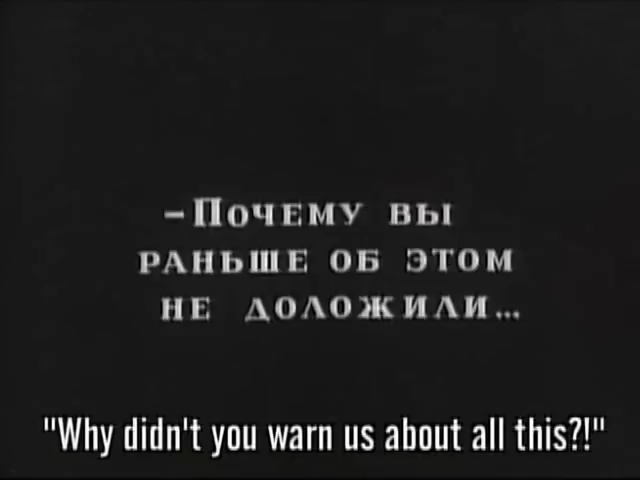 –Почему вы
раньше об этом
не доложили...
"Why didn't you warn us about all this?!"